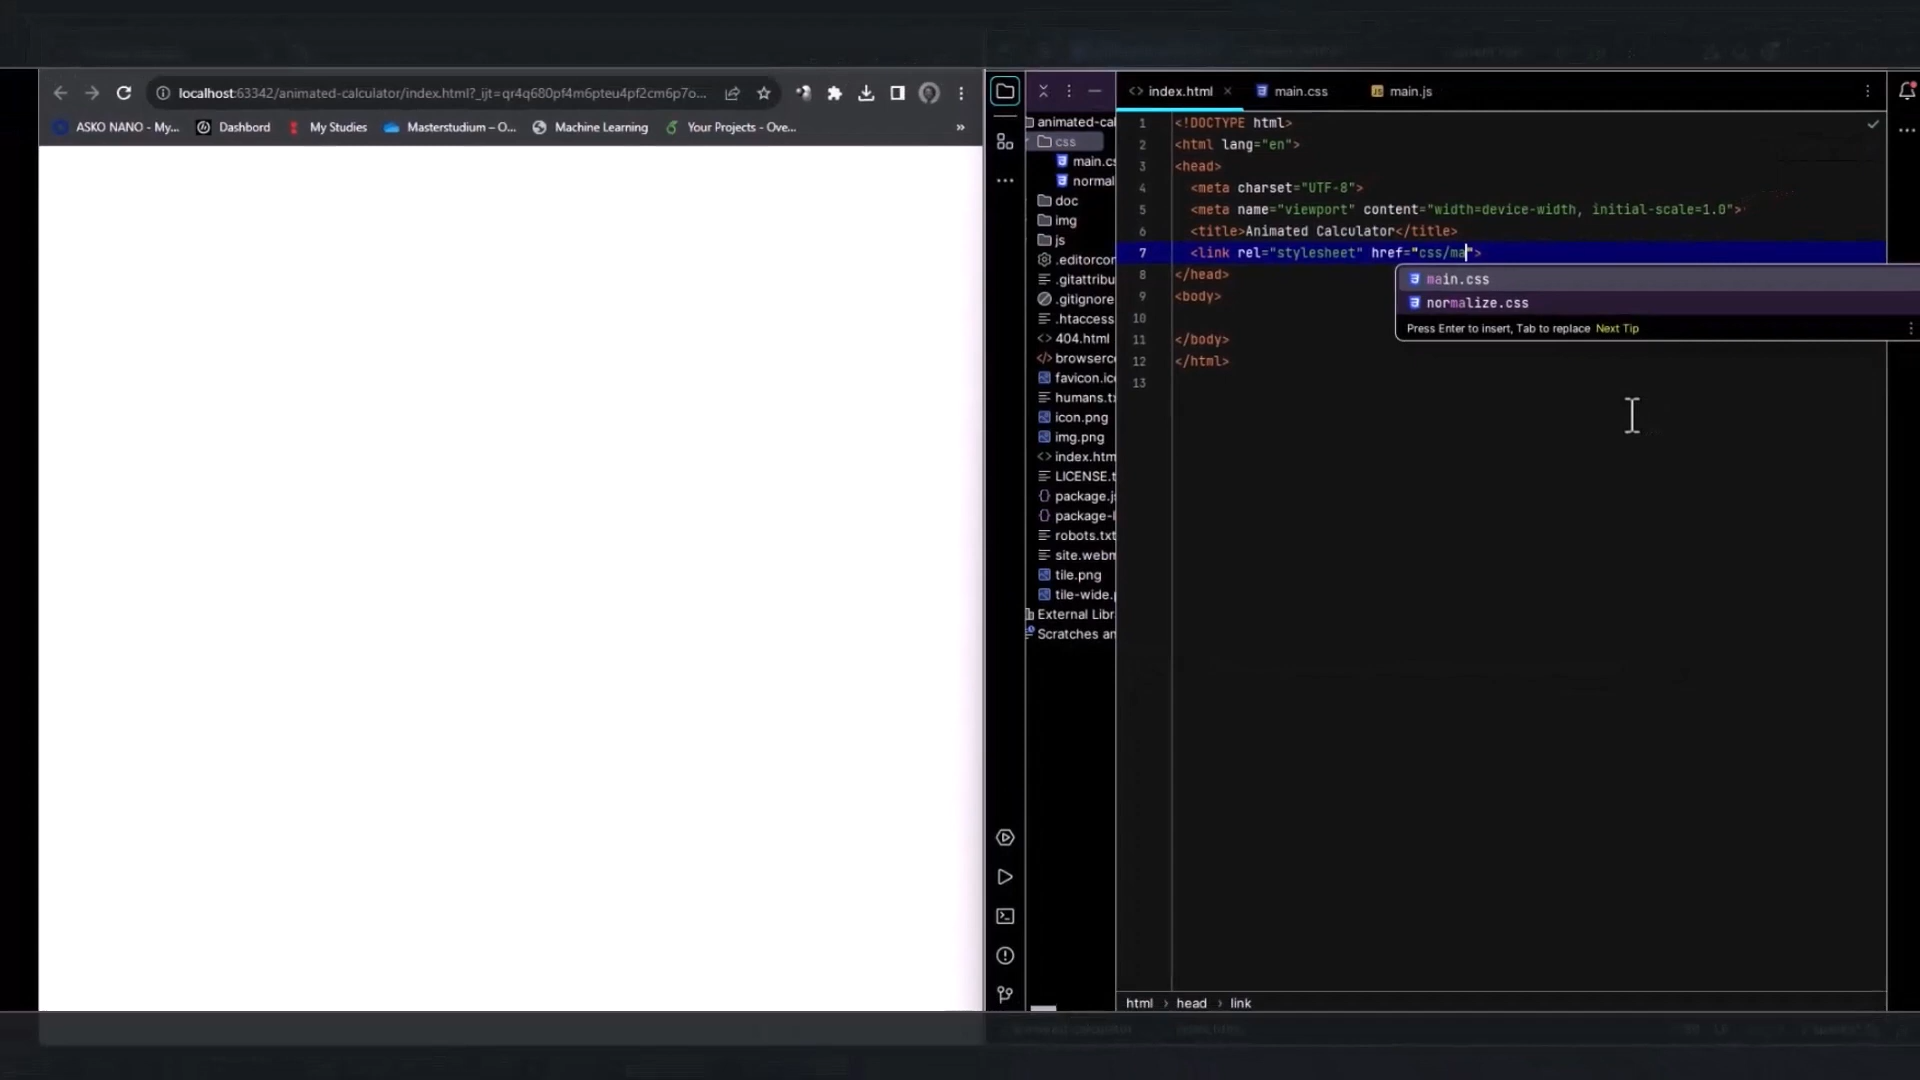 localhost:63342/animated-calculator/index.html?_ijt=qr4q680pf4m6pteu4pf2cm6p7o...
ASKO NANO - My... Dashbord My Studies Masterstudium – O... Machine Learning Your Projects - Ove... »
animated-cal
css
main.cs
normal
doc
img
js
.editorcon
.gitattribu
.gitignore
.htaccess
404.html
browserco
favicon.ico
humans.tx
icon.png
img.png
index.htm
LICENSE.t
package.js
package-l
robots.txt
site.webm
tile.png
tile-wide.p
External Libr
Scratches an
index.html × main.css main.js
1 <!DOCTYPE html>
2 <html lang="en">
3 <head>
4 <meta charset="UTF-8">
5 <meta name="viewport" content="width=device-width, initial-scale=1.0">
6 <title>Animated Calculator</title>
7 <link rel="stylesheet" href="css/ma">
8 </head>
9 <body>
10
11 </body>
12 </html>
13
main.css
normalize.css
Press Enter to insert, Tab to replace Next Tip
html › head › link